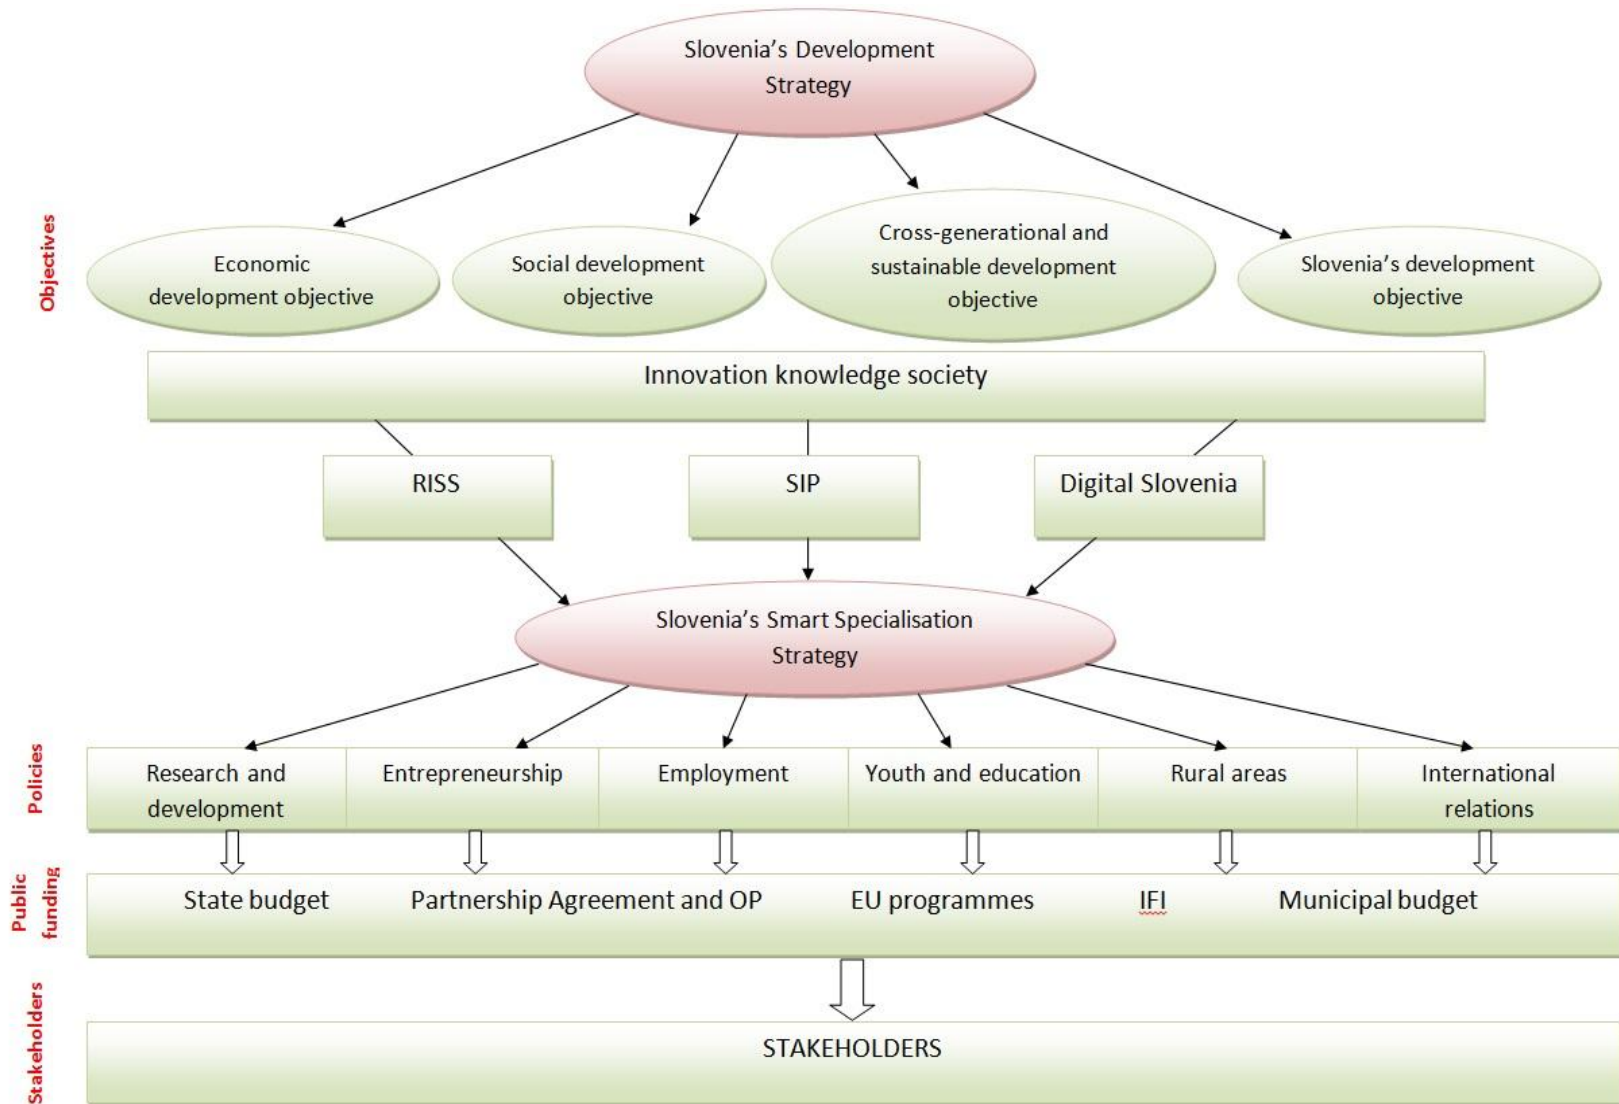 Slovenia’s Development
Strategy
Objectives
Economic
development objective
Social development
objective
Cross-generational and
sustainable development
objective
Slovenia’s development
objective
Innovation knowledge society
RISS
SIP
Digital Slovenia
Slovenia’s Smart Specialisation
Strategy
Policies
Research and
development
Entrepreneurship
Employment
Youth and education
Rural areas
International
relations
Public
funding
State budget
Partnership Agreement and OP
EU programmes
IFI
Municipal budget
Stakeholders
STAKEHOLDERS